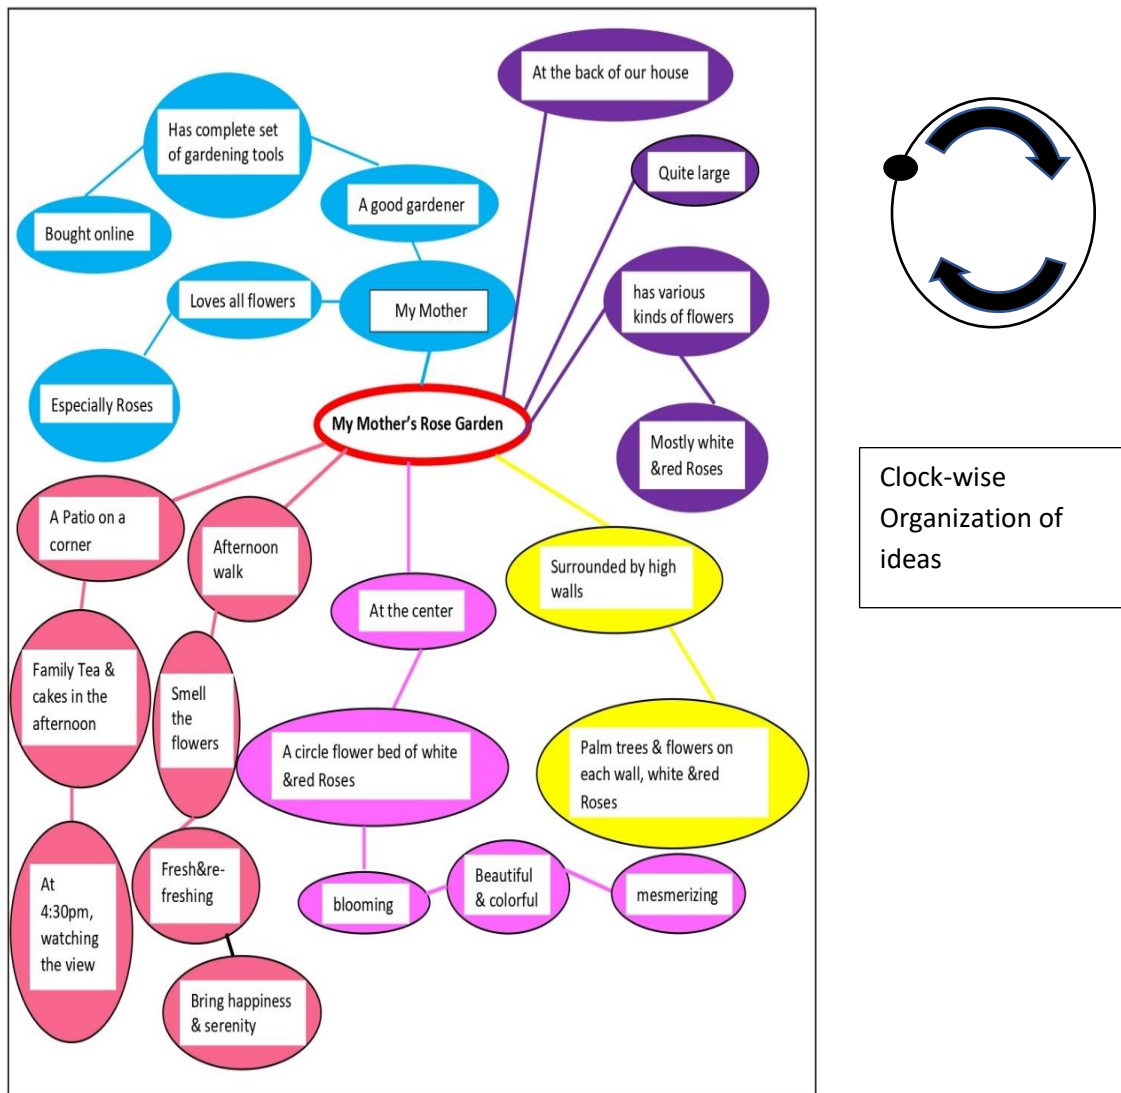 At the back of our house
Has complete set
of gardening tools
Quite large
A good gardener
Bought online
Loves all flowers
My Mother
has various
kinds of flowers
Especially Roses
My Mother's Rose Garden
Mostly white
&red Roses
Clock-wise
Organization of
ideas
A Patio on a
corner
Afternoon
walk
Surrounded by high
walls
At the center
Family Tea &
cakes in the
afternoon
Smell
the
flowers
A circle flower bed of white
&red Roses
Palm trees & flowers on
each wall, white &red
Roses
At
4:30pm,
watching
the view
Fresh&re-
freshing
blooming
Beautiful
& colorful
mesmerizing
Bring happiness
& serenity